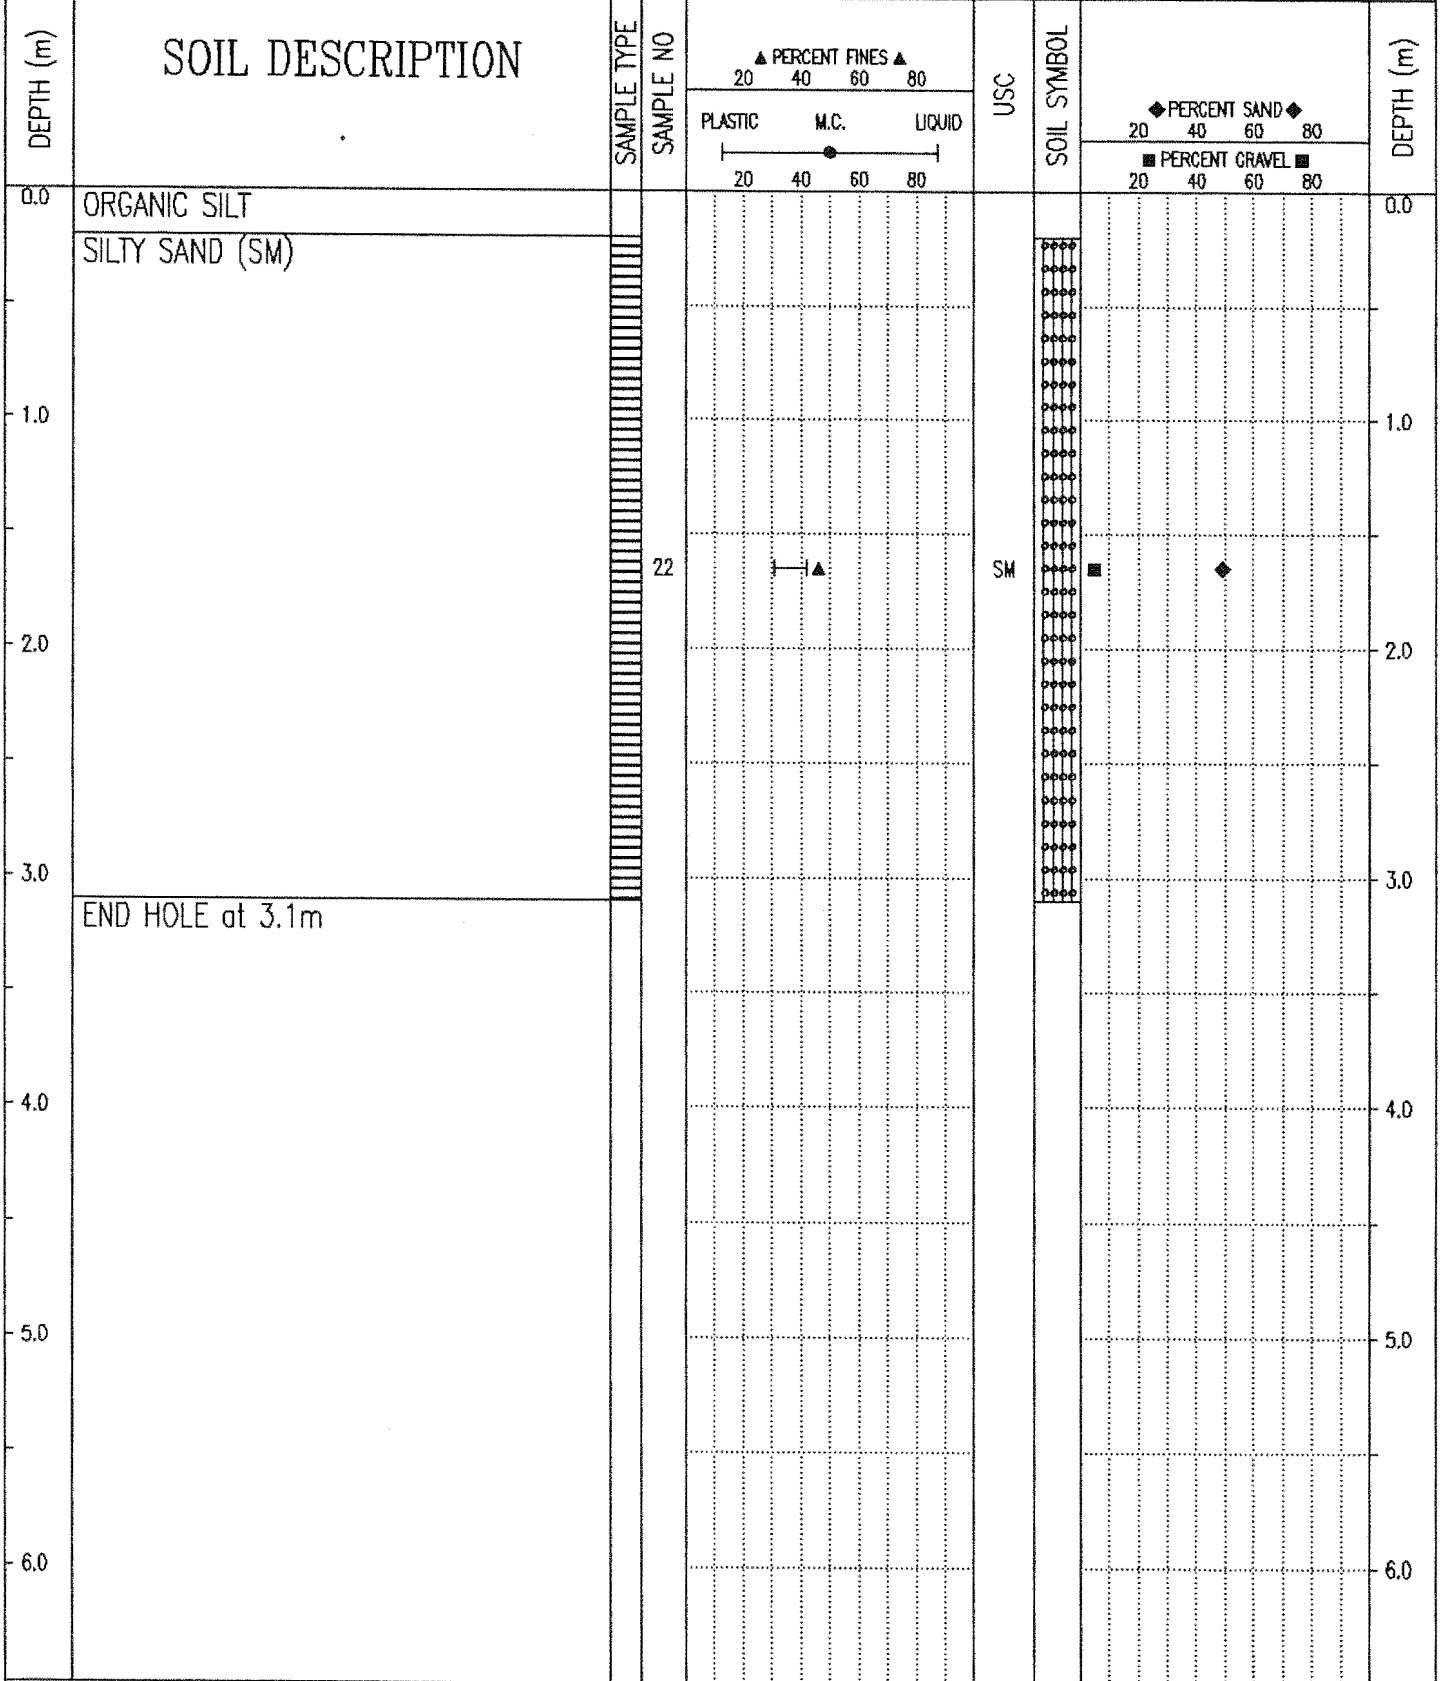 DEPTH (m)
SOIL DESCRIPTION
SAMPLE TYPE
SAMPLE NO
▲ PERCENT FINES ▲
20 40 60 80
PLASTIC M.C. LIQUID
20 40 60 80
USC
SOIL SYMBOL
◆ PERCENT SAND ◆
20 40 60 80
■ PERCENT GRAVEL ■
20 40 60 80
DEPTH (m)
0.0 ORGANIC SILT 0.0
SILTY SAND (SM)
1.0 1.0
22 SM
2.0 2.0
3.0 3.0
END HOLE at 3.1m
4.0 4.0
5.0 5.0
6.0 6.0